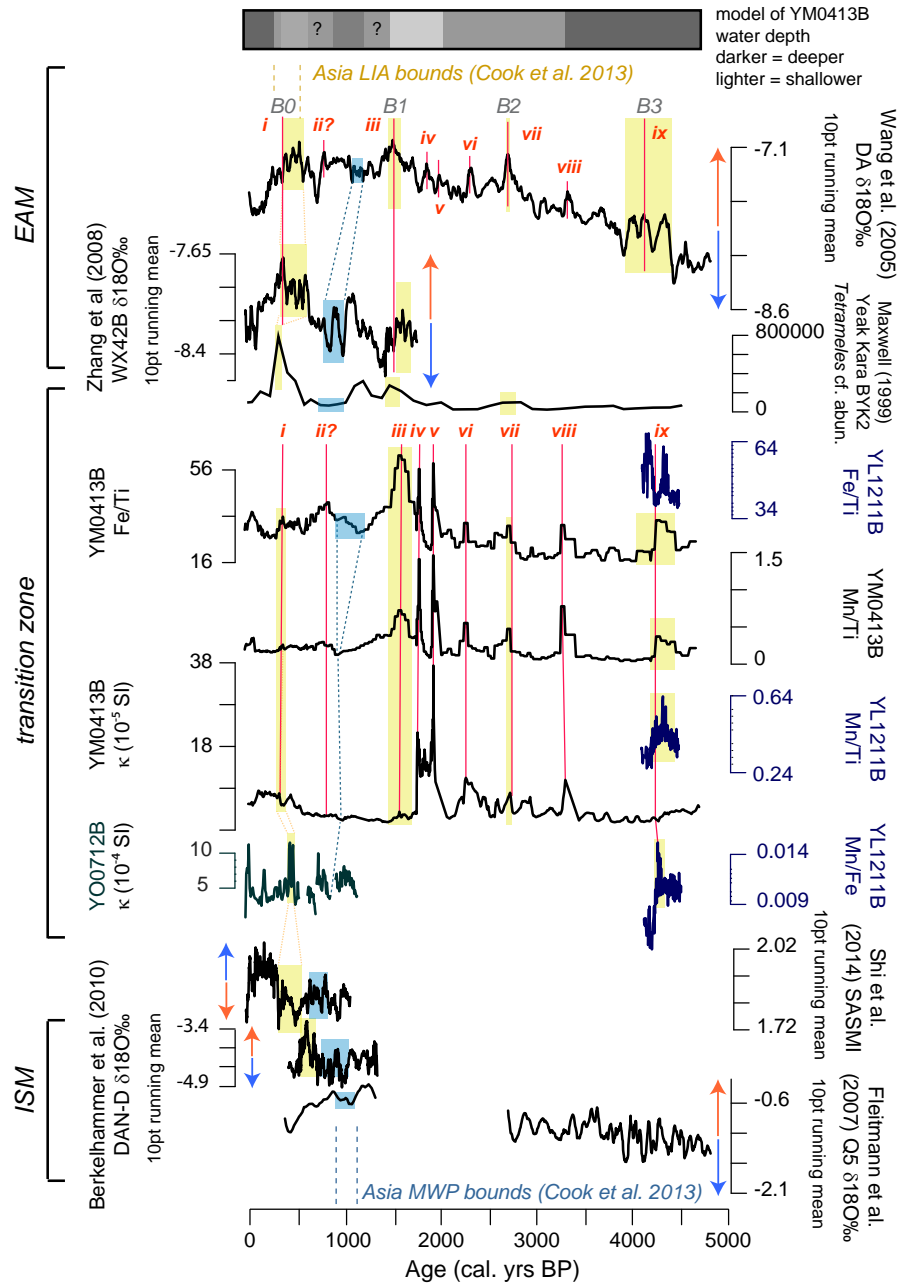 model of YM0413B
water depth
darker = deeper
lighter = shallower
? ?
Asia LIA bounds (Cook et al. 2013)
B0 B1 B2 B3
i ii? iii iv v vi vii viii ix
EAM
-7.1
-8.6
Wang et al. (2005)
DA δ18O‰
10pt running mean
Zhang et al (2008)
WX42B δ18O‰
10pt running mean
-7.65
-8.4
800000
0
Maxwell (1999)
Yeak Kara BYK2
Tetrameles cf. abun.
transition zone
i ii? iii iv v vi vii viii ix
YM0413B
Fe/Ti
56
16
64
34
YL1211B
Fe/Ti
1.5
0
YM0413B
Mn/Ti
YM0413B
κ (10⁻⁵ SI)
38
18
0.64
0.24
YL1211B
Mn/Ti
YO0712B
κ (10⁻⁴ SI)
10
5
0.014
0.009
YL1211B
Mn/Fe
ISM
2.02
1.72
Shi et al.
(2014) SASMI
10pt running mean
Berkelhammer et al. (2010)
DAN-D δ18O‰
10pt running mean
-3.4
-4.9
-0.6
-2.1
Fleitmann et al.
(2007) Q5 δ18O‰
10pt running mean
Asia MWP bounds (Cook et al. 2013)
0 1000 2000 3000 4000 5000
Age (cal. yrs BP)